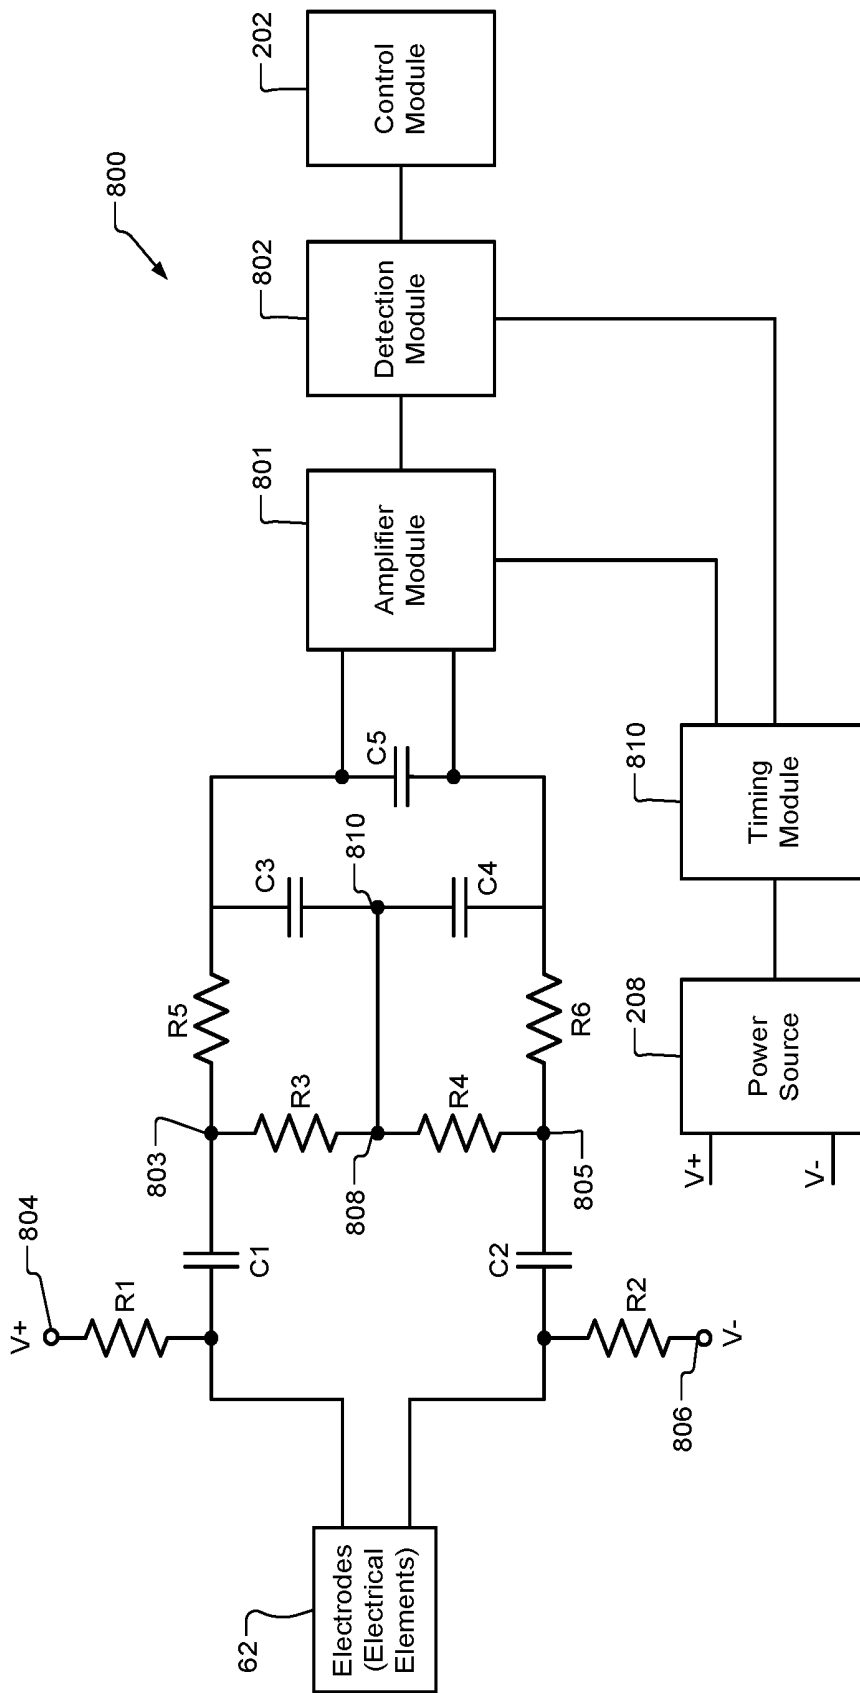 800
V+
804
R1
803
R5
C3
C5
801
Amplifier
Module
802
Detection
Module
202
Control
Module
C1
R3
810
62
Electrodes
(Electrical
Elements)
808
R4
C4
C2
R6
805
R2
806
V-
V+
V-
208
Power
Source
810
Timing
Module